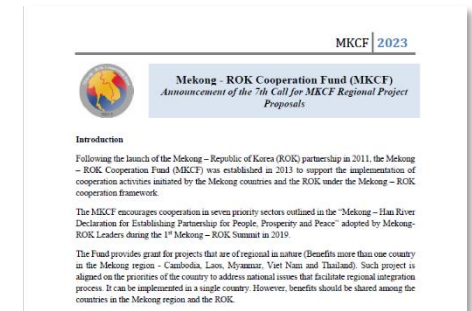 MKCF 2023
Mekong - ROK Cooperation Fund (MKCF)
Announcement of the 7th Call for MKCF Regional Project
Proposals
Introduction
Following the launch of the Mekong – Republic of Korea (ROK) partnership in 2011, the Mekong
– ROK Cooperation Fund (MKCF) was established in 2013 to support the implementation of
cooperation activities initiated by the Mekong countries and the ROK under the Mekong – ROK
cooperation framework.
The MKCF encourages cooperation in seven priority sectors outlined in the “Mekong – Han River
Declaration for Establishing Partnership for People, Prosperity and Peace” adopted by Mekong-
ROK Leaders during the 1st Mekong – ROK Summit in 2019.
The Fund provides grant for projects that are of regional in nature (Benefits more than one country
in the Mekong region - Cambodia, Laos, Myanmar, Viet Nam and Thailand). Such project is
aligned on the priorities of the country to address national issues that facilitate regional integration
process. It can be implemented in a single country. However, benefits should be shared among the
countries in the Mekong region and the ROK.